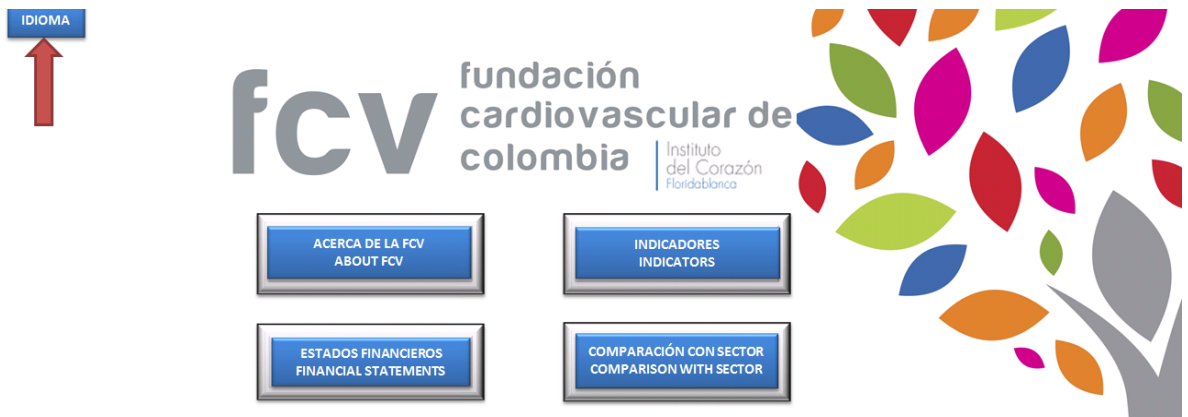 IDIOMA
fcv
fundación
cardiovascular de
colombia
Instituto
del Corazón
Floridablanca
ACERCA DE LA FCV
ABOUT FCV
INDICADORES
INDICATORS
ESTADOS FINANCIEROS
FINANCIAL STATEMENTS
COMPARACIÓN CON SECTOR
COMPARISON WITH SECTOR